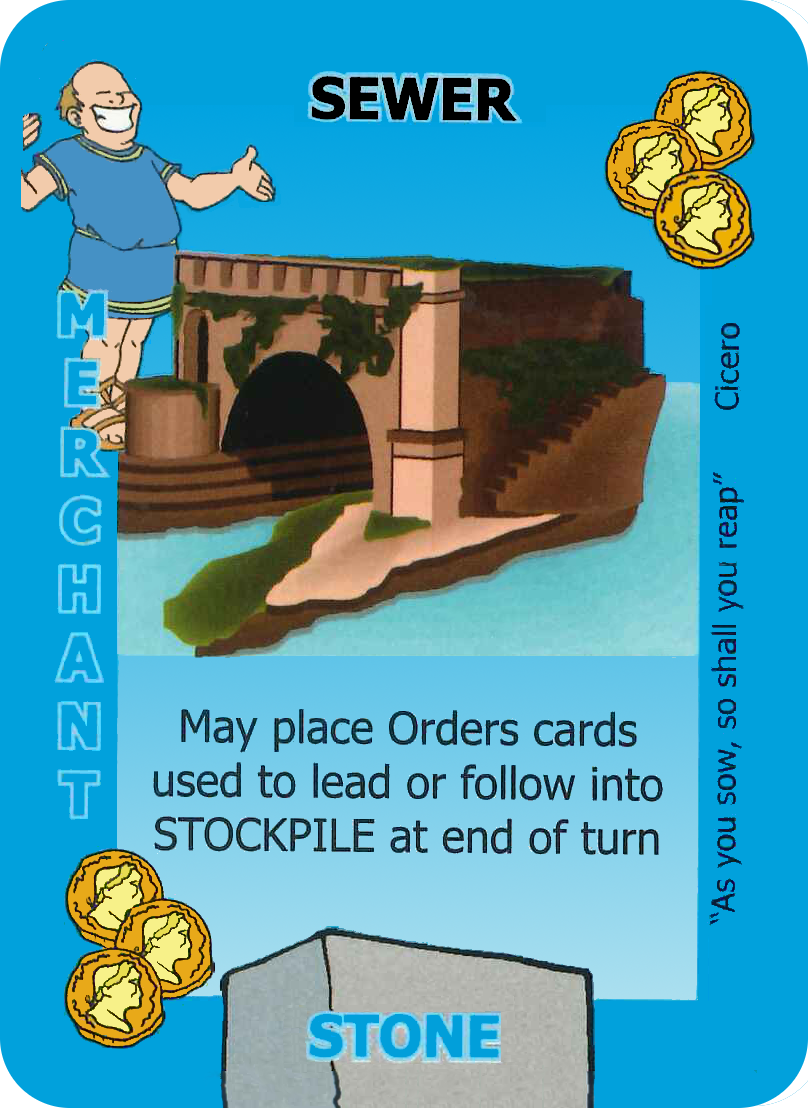 SEWER
MERCHANT
"As you sow, so shall you reap" Cicero
May place Orders cards
used to lead or follow into
STOCKPILE at end of turn
STONE